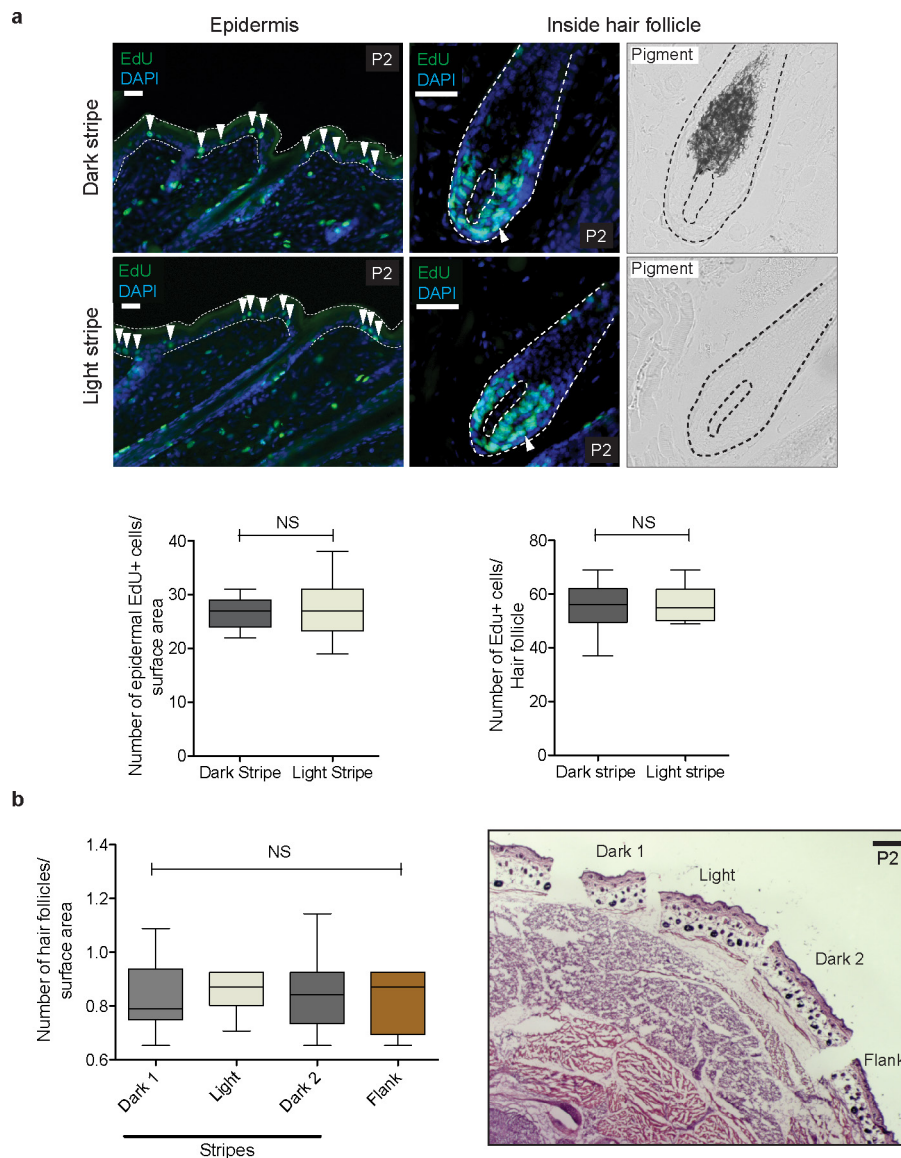 a
Epidermis
Inside hair follicle
Dark stripe
EdU
DAPI
P2
EdU
DAPI
P2
Pigment
Light stripe
EdU
DAPI
P2
EdU
DAPI
P2
Pigment
Number of epidermal EdU+ cells/
surface area
NS
40
30
20
10
0
Dark Stripe
Light Stripe
Number of Edu+ cells/
Hair follicle
NS
80
60
40
20
0
Dark stripe
Light stripe
b
Number of hair follicles/
surface area
NS
1.4
1.2
1.0
0.8
0.6
Dark 1
Light
Dark 2
Flank
Stripes
P2
Dark 1
Light
Dark 2
Flank